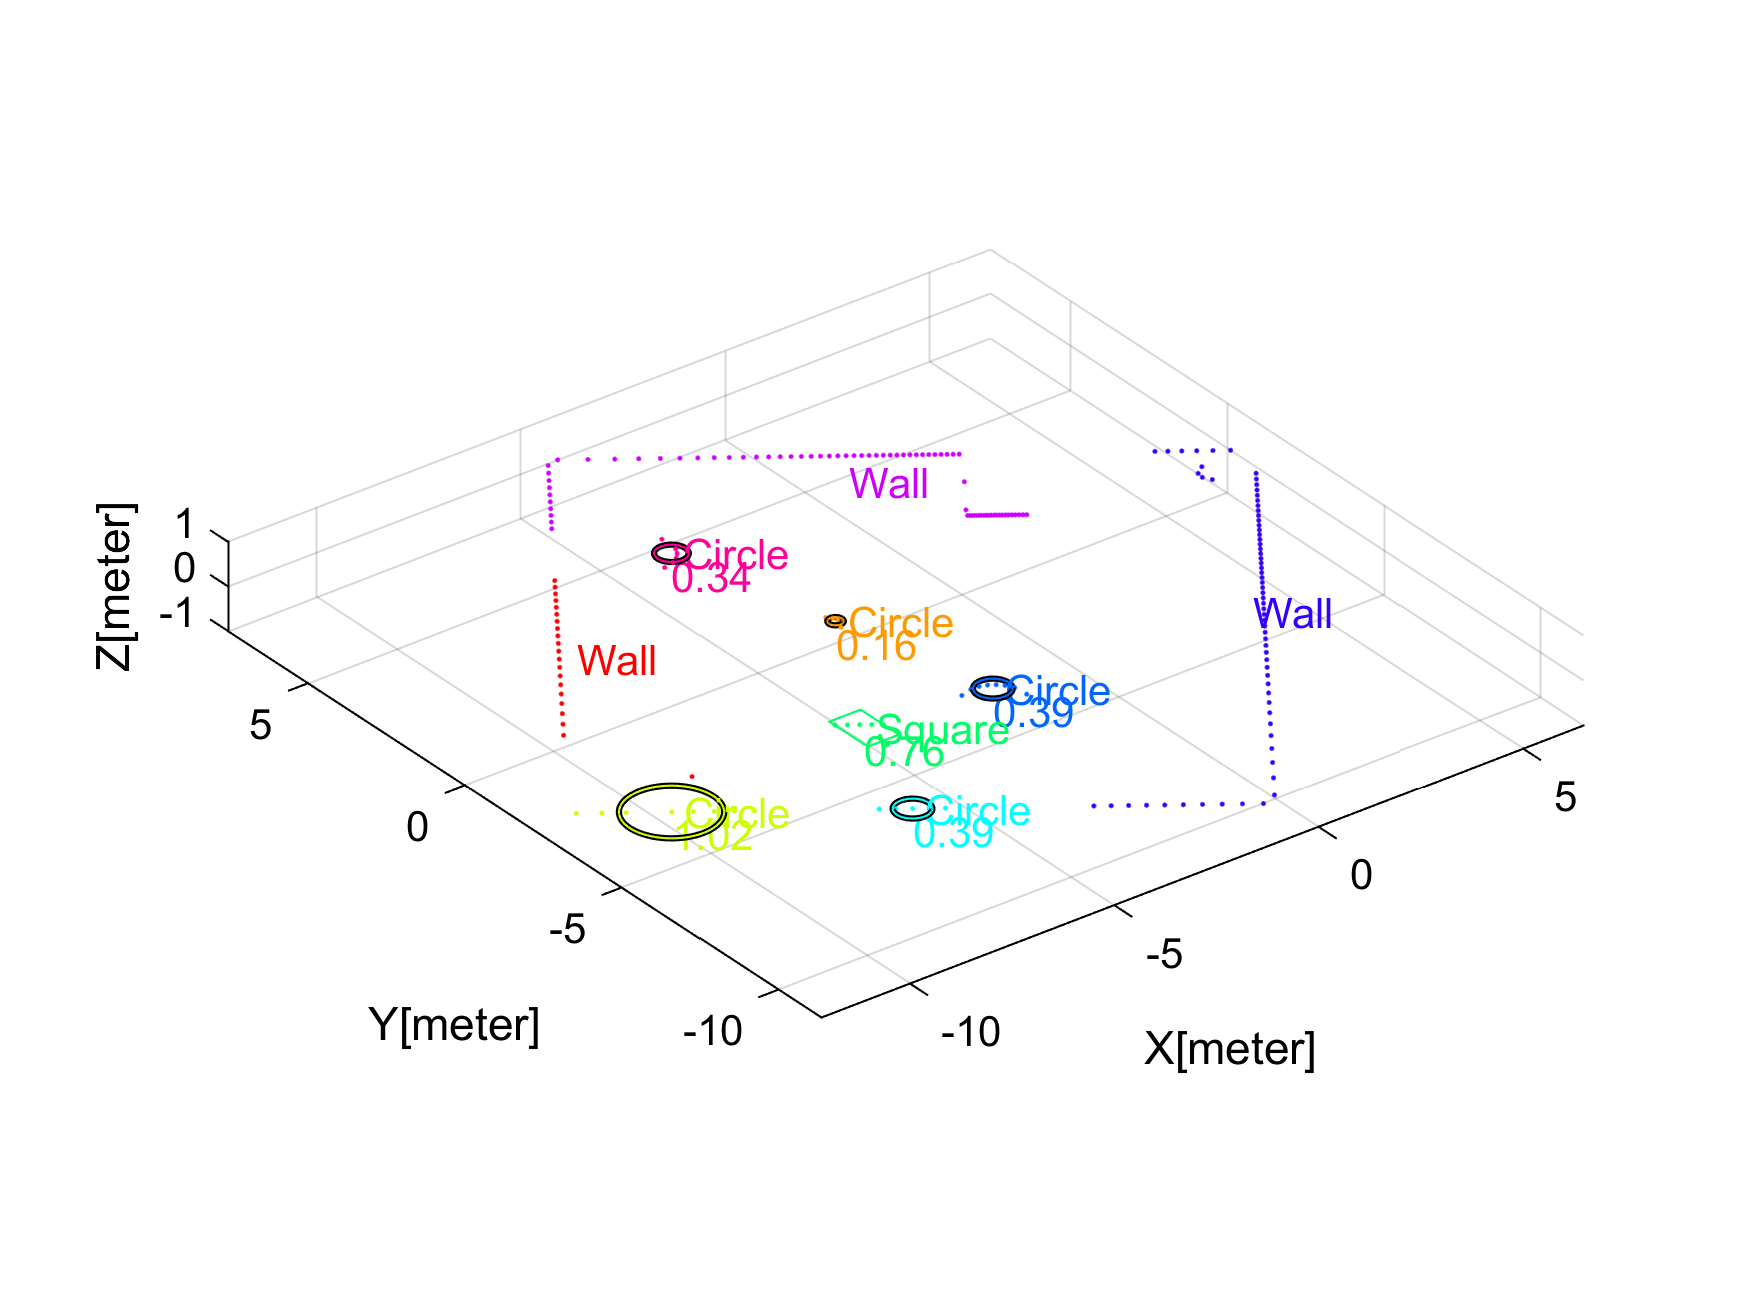 Wall
Circle
0.34
Circle
0.16
Wall
Wall
Circle
0.39
Square
0.76
Circle
1.02
Circle
0.39
1
0
-1
Z[meter]
5
0
-5
-10
Y[meter]
-10
-5
0
5
X[meter]